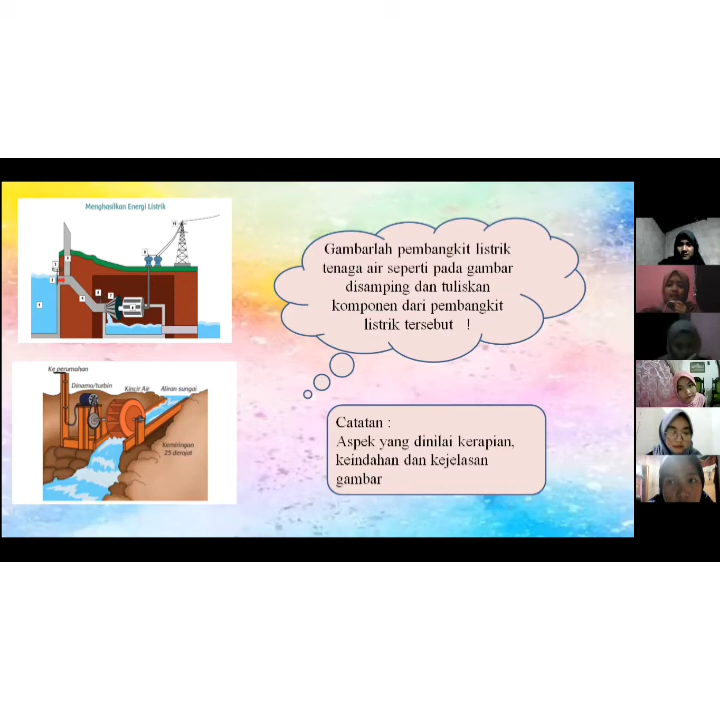 Menghasilkan Energi Listrik
Ke perumahan
Dinamo/turbin
Kincir Air
Aliran sungai
Kemiringan
25 derajat
Gambarlah pembangkit listrik
tenaga air seperti pada gambar
disamping dan tuliskan
komponen dari pembangkit
listrik tersebut !
Catatan :
Aspek yang dinilai kerapian,
keindahan dan kejelasan
gambar